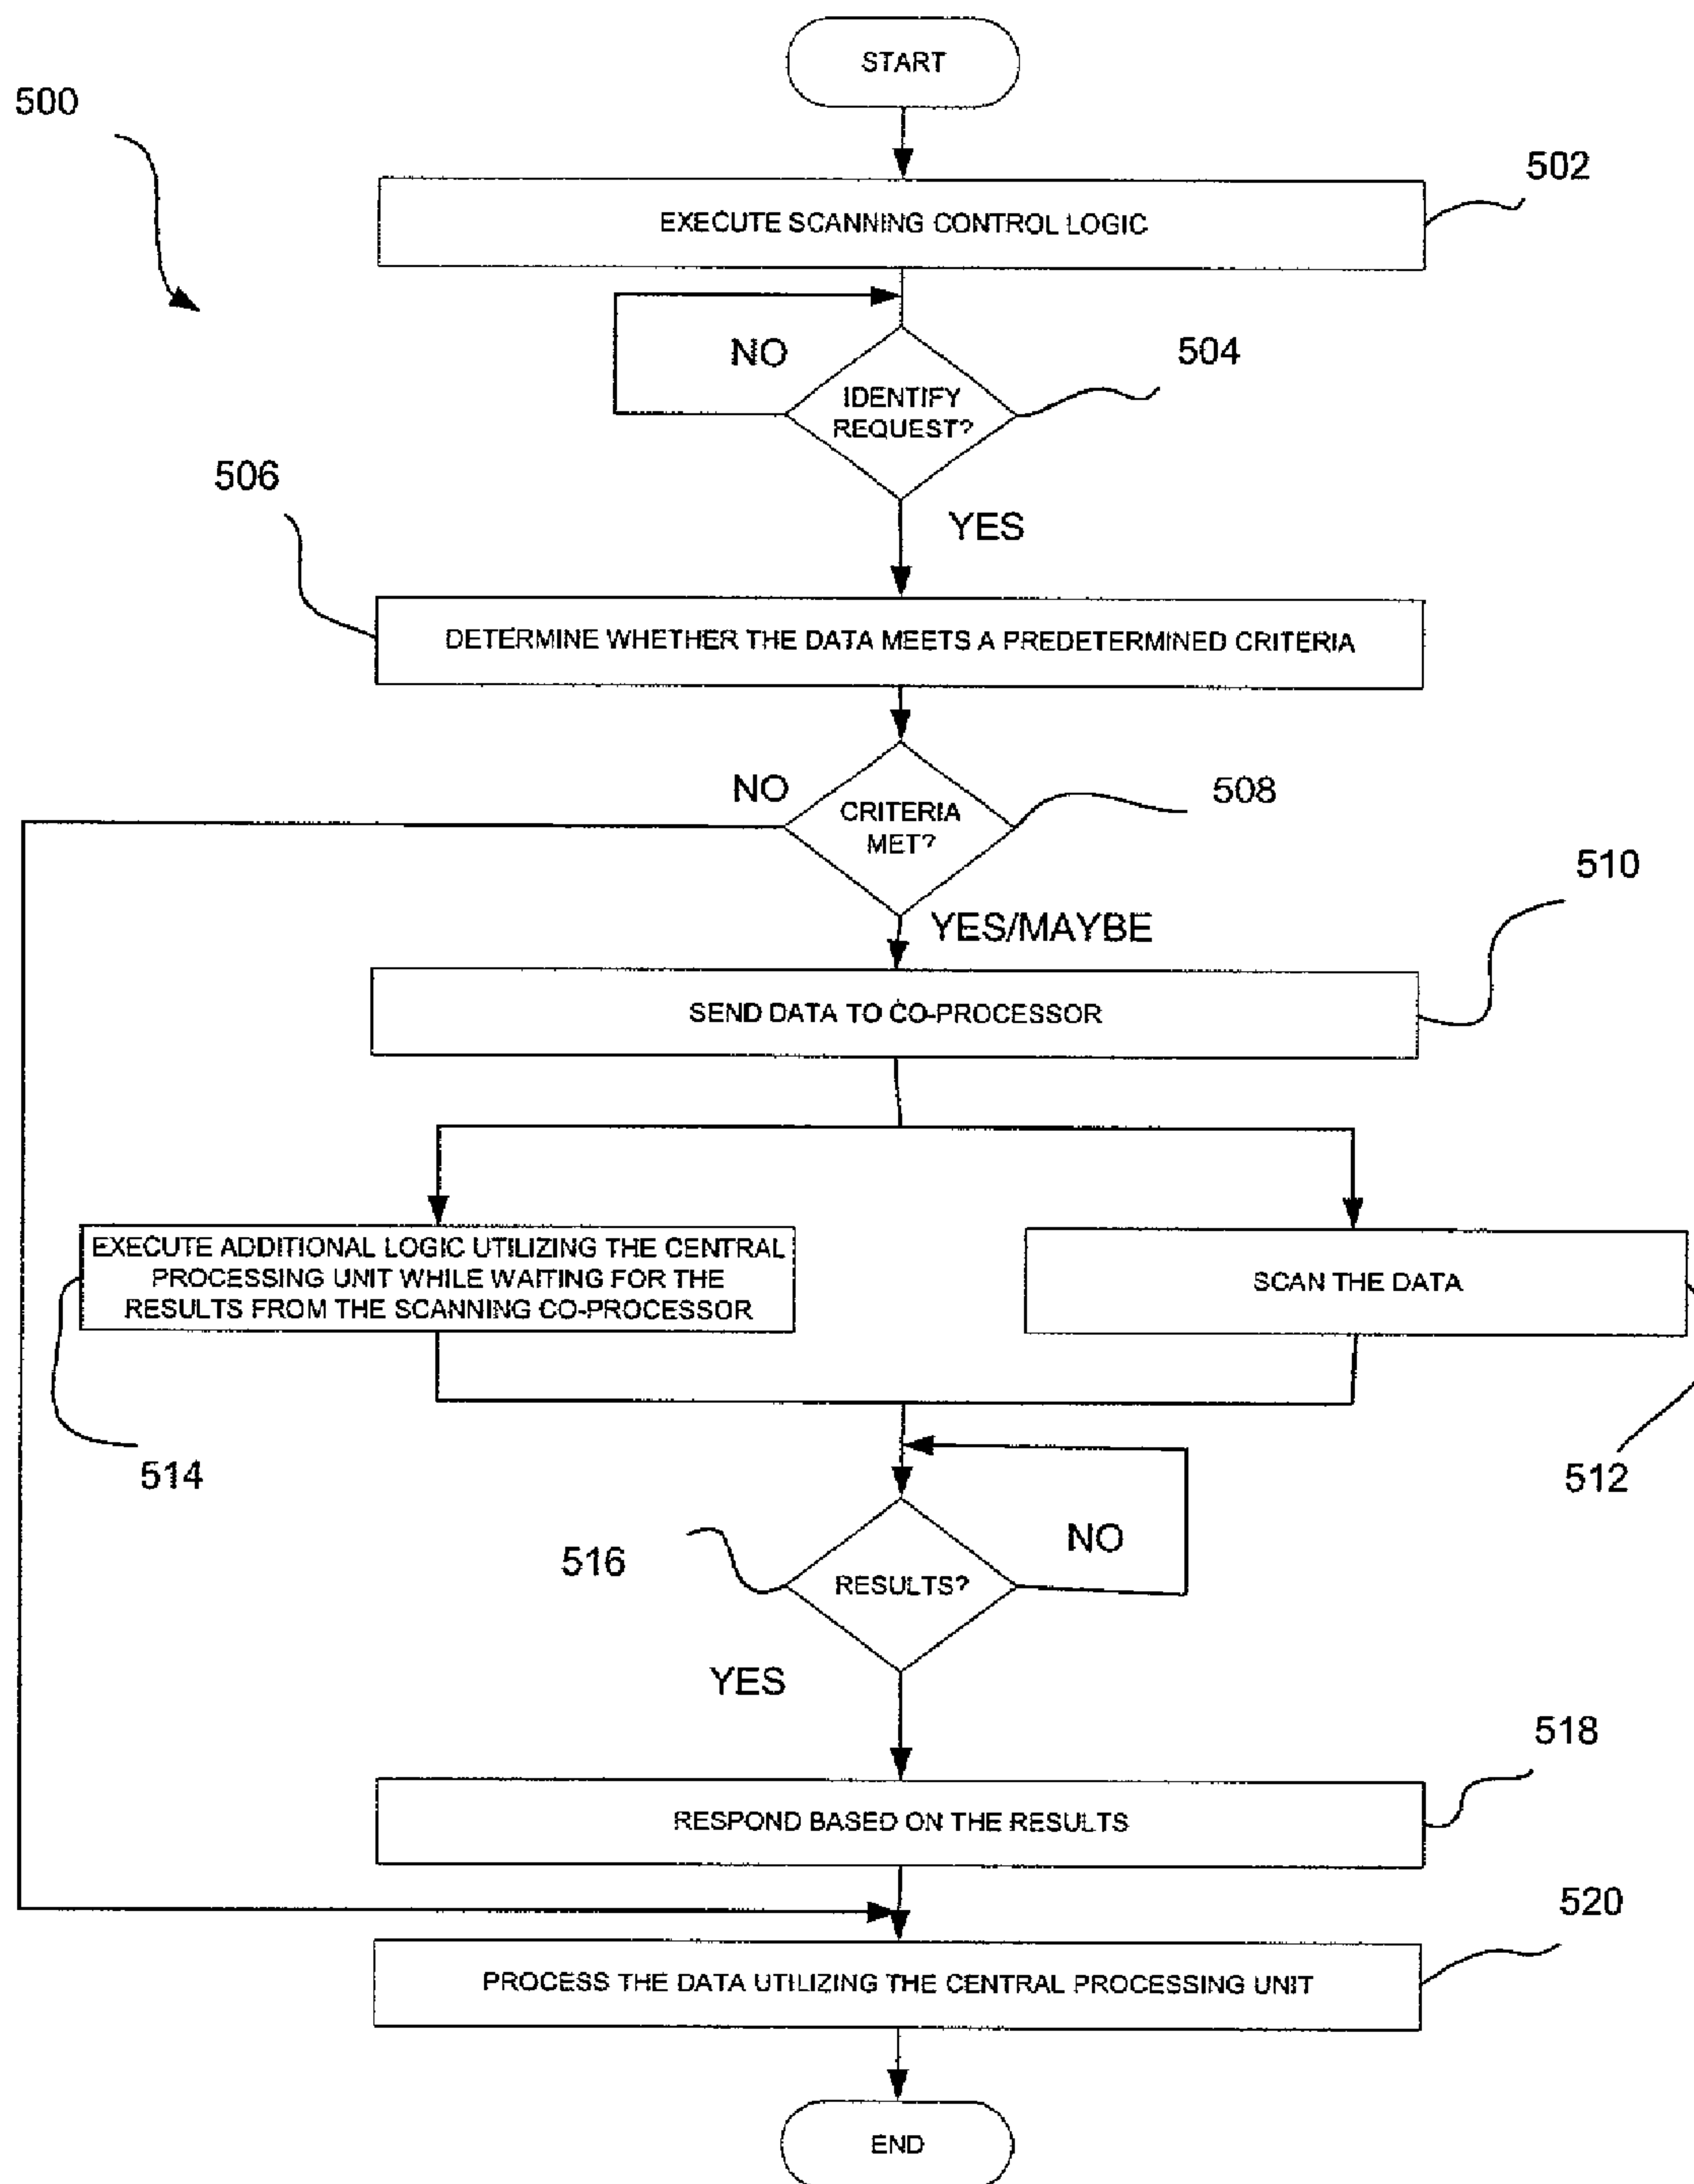 START
500
502
EXECUTE SCANNING CONTROL LOGIC
NO
504
IDENTIFY
REQUEST?
506
YES
DETERMINE WHETHER THE DATA MEETS A PREDETERMINED CRITERIA
NO
508
CRITERIA
MET?
510
YES/MAYBE
SEND DATA TO CO-PROCESSOR
EXECUTE ADDITIONAL LOGIC UTILIZING THE CENTRAL
PROCESSING UNIT WHILE WAITING FOR THE
RESULTS FROM THE SCANNING CO-PROCESSOR
SCAN THE DATA
514
512
516
NO
RESULTS?
YES
518
RESPOND BASED ON THE RESULTS
520
PROCESS THE DATA UTILIZING THE CENTRAL PROCESSING UNIT
END